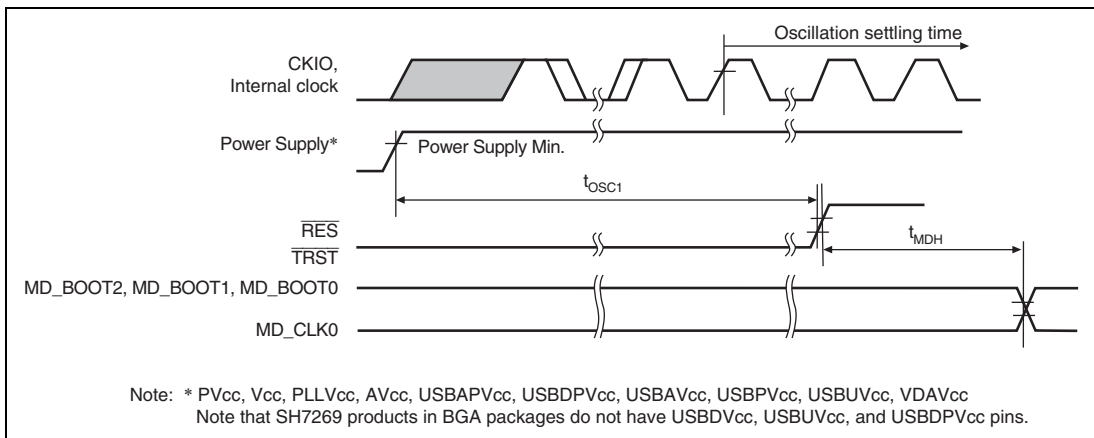 Oscillation settling time
CKIO,
Internal clock
Power Supply*
Power Supply Min.
tOSC1
RES
TRST
tMDH
MD_BOOT2, MD_BOOT1, MD_BOOT0
MD_CLK0
Note: * PVcc, Vcc, PLLVcc, AVcc, USBAPVcc, USBDPVcc, USBAVcc, USBPVcc, USBUVcc, VDAVcc
Note that SH7269 products in BGA packages do not have USBDVcc, USBUVcc, and USBDPVcc pins.